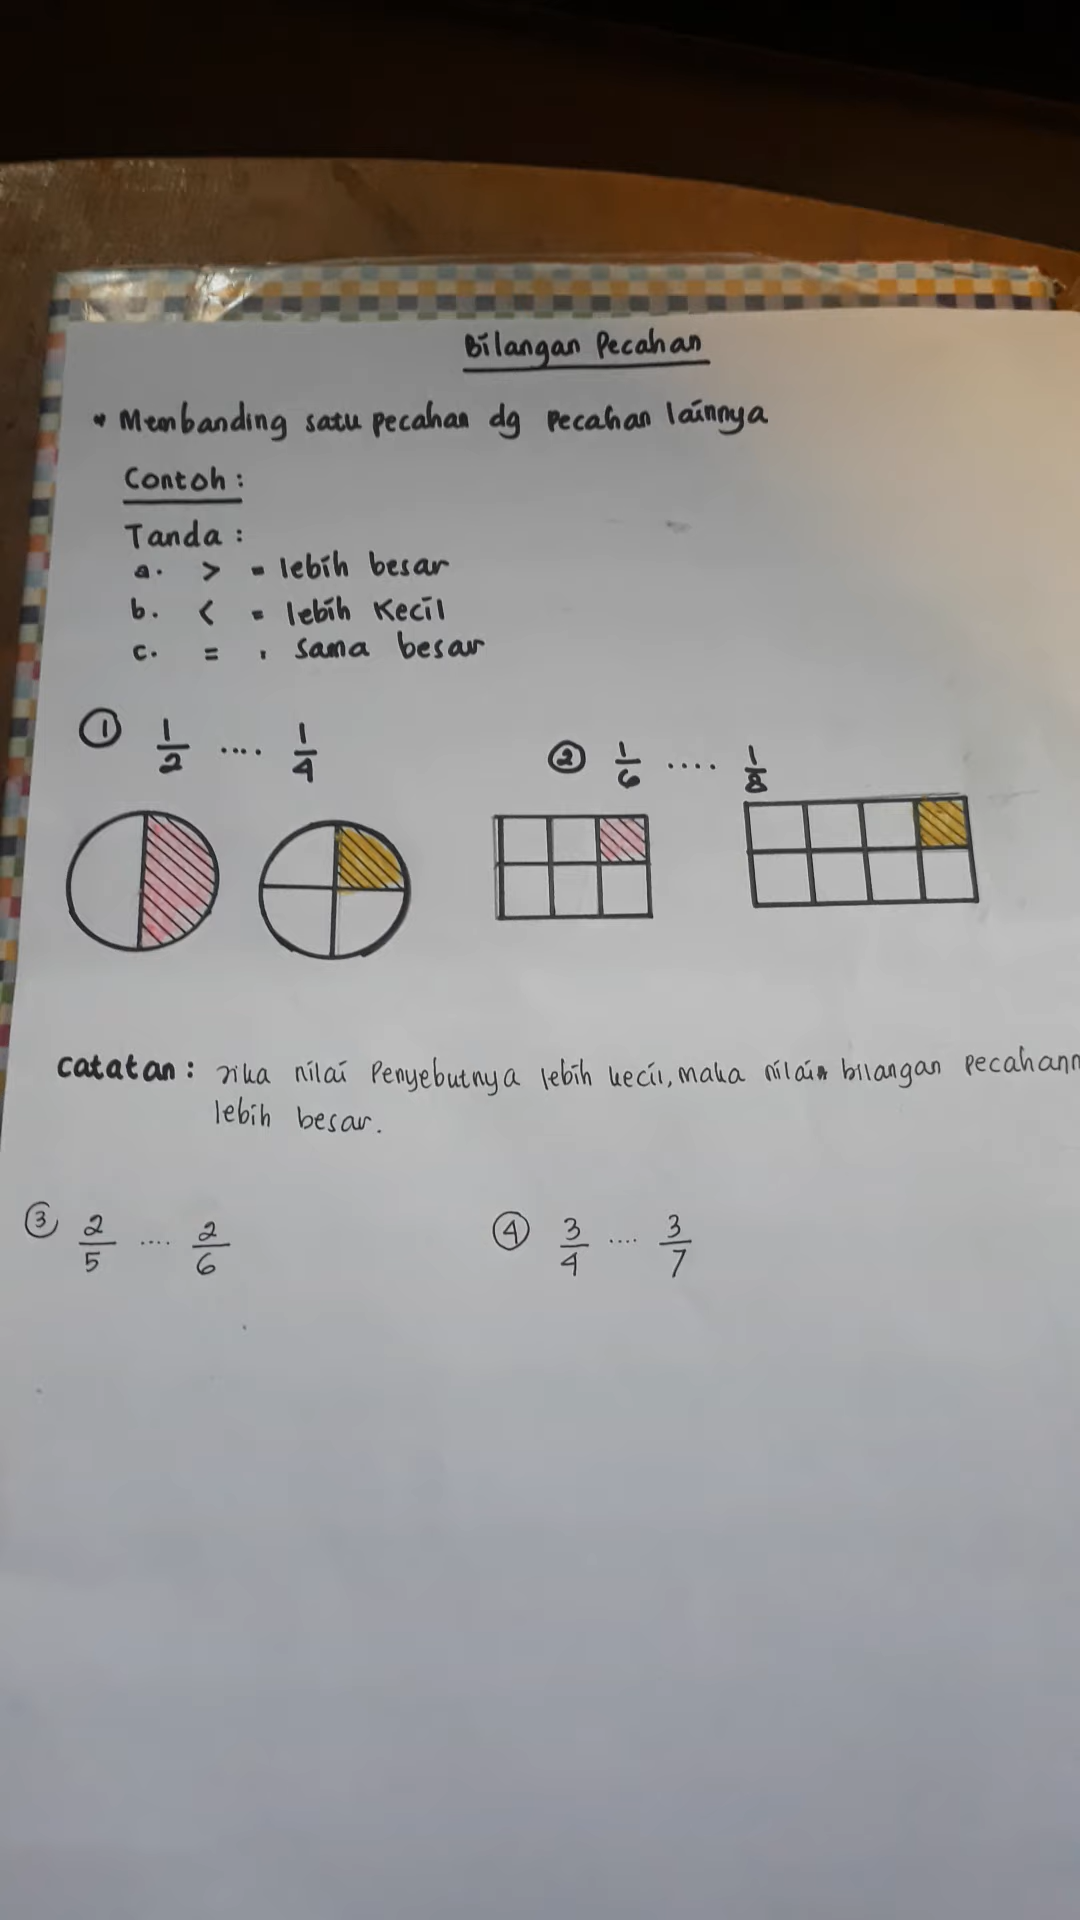 Bilangan Pecahan
* Membanding satu pecahan dg pecahan lainnya
Contoh :
Tanda :
a. > = lebih besar
b. < = lebih Kecil
c. = , sama besar
① 1/2 .... 1/4
② 1/6 .... 1/8
catatan : Jika nilai Penyebutnya lebih kecil, maka nilai bilangan pecahann
lebih besar.
③ 2/5 .... 2/6
④ 3/4 .... 3/7